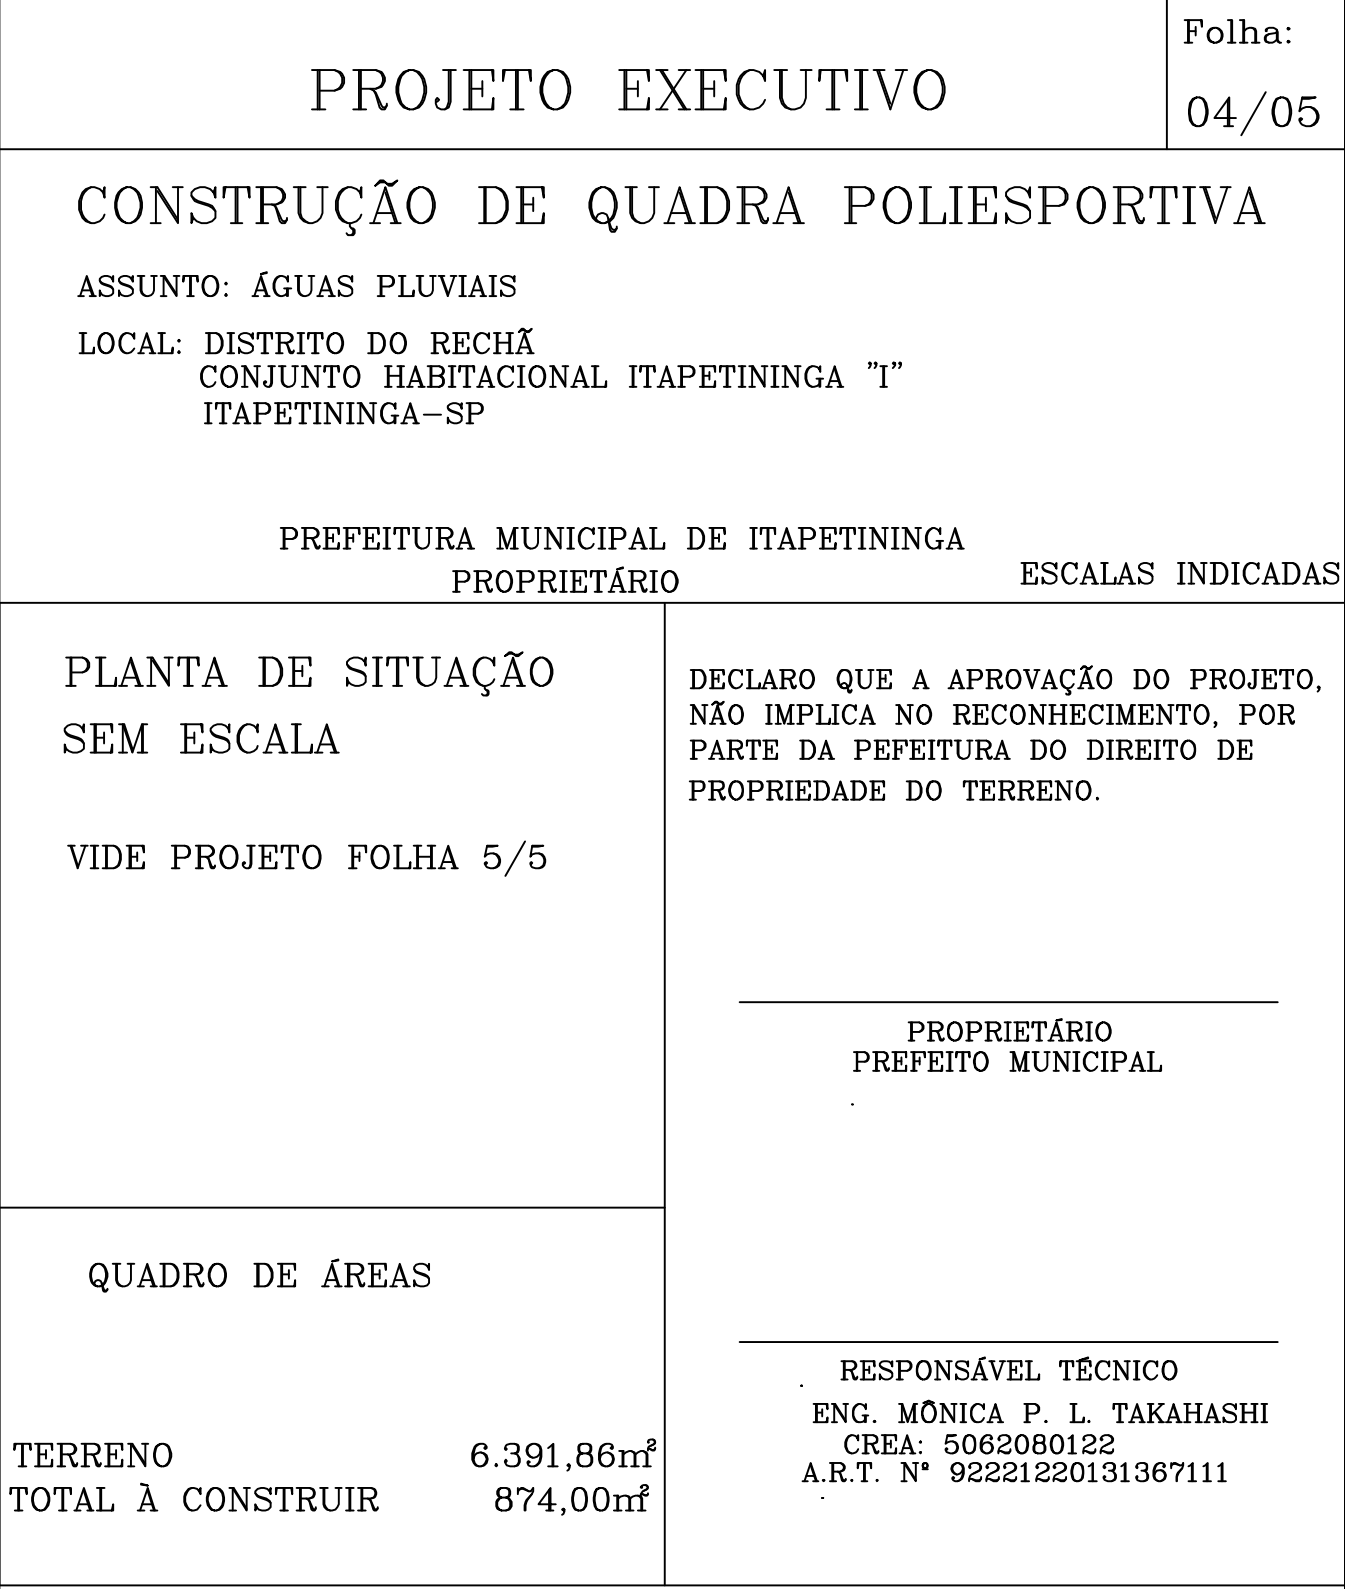 PROJETO EXECUTIVO
Folha:
04/05
CONSTRUÇÃO DE QUADRA POLIESPORTIVA
ASSUNTO: ÁGUAS PLUVIAIS
LOCAL: DISTRITO DO RECHÃ
CONJUNTO HABITACIONAL ITAPETININGA "I"
ITAPETININGA-SP
PREFEITURA MUNICIPAL DE ITAPETININGA
PROPRIETÁRIO
ESCALAS INDICADAS
PLANTA DE SITUAÇÃO
SEM ESCALA
VIDE PROJETO FOLHA 5/5
DECLARO QUE A APROVAÇÃO DO PROJETO,
NÃO IMPLICA NO RECONHECIMENTO, POR
PARTE DA PEFEITURA DO DIREITO DE
PROPRIEDADE DO TERRENO.
PROPRIETÁRIO
PREFEITO MUNICIPAL
QUADRO DE ÁREAS
TERRENO 6.391,86m²
TOTAL À CONSTRUIR 874,00m²
RESPONSÁVEL TÉCNICO
ENG. MÔNICA P. L. TAKAHASHI
CREA: 5062080122
A.R.T. Nº 92221220131367111